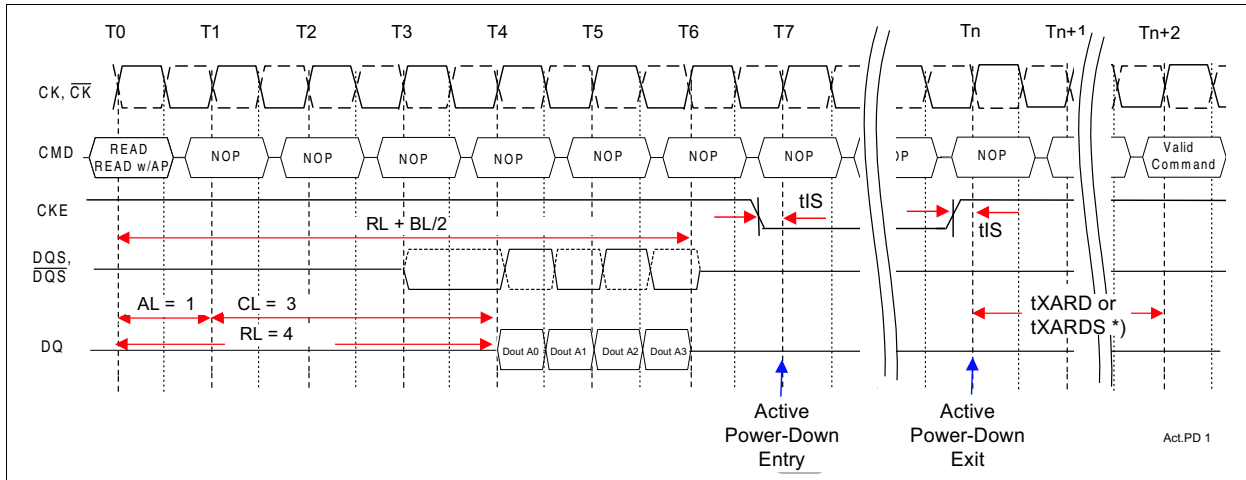 T0 T1 T2 T3 T4 T5 T6 T7 Tn Tn+1 Tn+2
CK, CK
CMD
READ
READ w/AP
NOP NOP NOP NOP NOP NOP NOP OP NOP
Valid
Command
CKE
tIS
tIS
RL + BL/2
DQS,
DQS
AL = 1 CL = 3
RL = 4
tXARD or
tXARDS *)
DQ
Dout A0 Dout A1 Dout A2 Dout A3
Active
Power-Down
Entry
Active
Power-Down
Exit
Act.PD 1